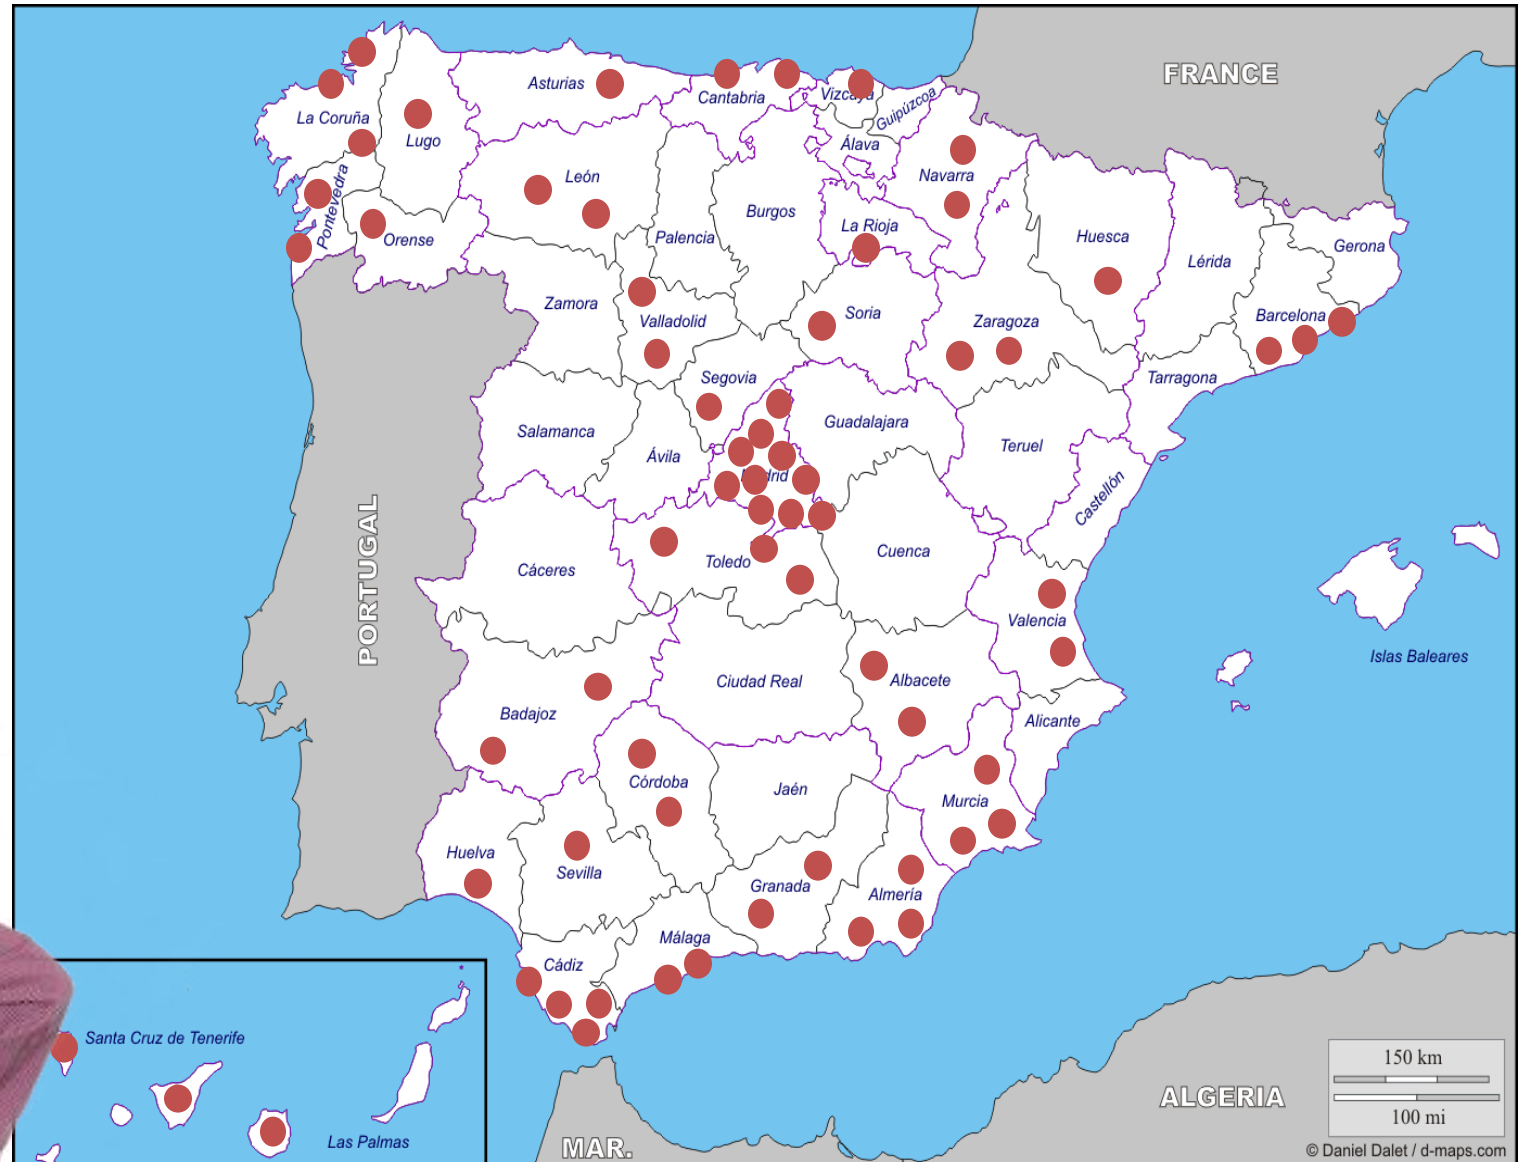 FRANCE
Asturias
Cantabria
Vizcaya
Guipúzcoa
La Coruña
Lugo
Álava
León
Navarra
Pontevedra
Burgos
La Rioja
Orense
Palencia
Huesca
Gerona
Lérida
Zamora
Valladolid
Soria
Zaragoza
Barcelona
Segovia
Tarragona
Salamanca
Guadalajara
Ávila
Teruel
Madrid
Castellón
PORTUGAL
Cáceres
Toledo
Cuenca
Valencia
Islas Baleares
Badajoz
Ciudad Real
Albacete
Alicante
Córdoba
Jaén
Murcia
Huelva
Sevilla
Granada
Almería
Málaga
Cádiz
Santa Cruz de Tenerife
Las Palmas
MAR.
ALGERIA
150 km
100 mi
© Daniel Dalet / d-maps.com